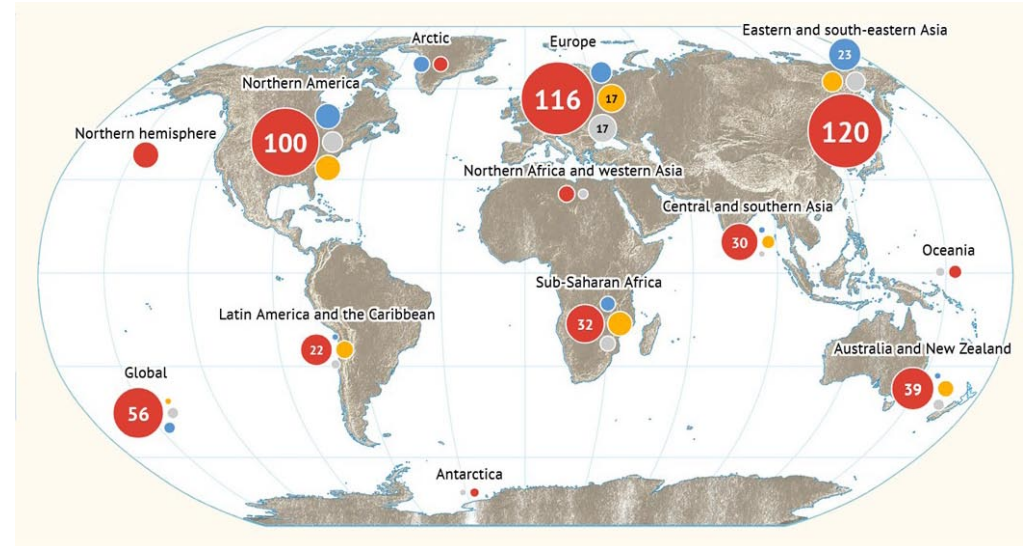 Arctic
Europe
Eastern and south-eastern Asia
23
Northern America
116
17
17
120
Northern hemisphere
100
Northern Africa and western Asia
Central and southern Asia
30
Oceania
Sub-Saharan Africa
32
Latin America and the Caribbean
22
Australia and New Zealand
39
Global
56
Antarctica